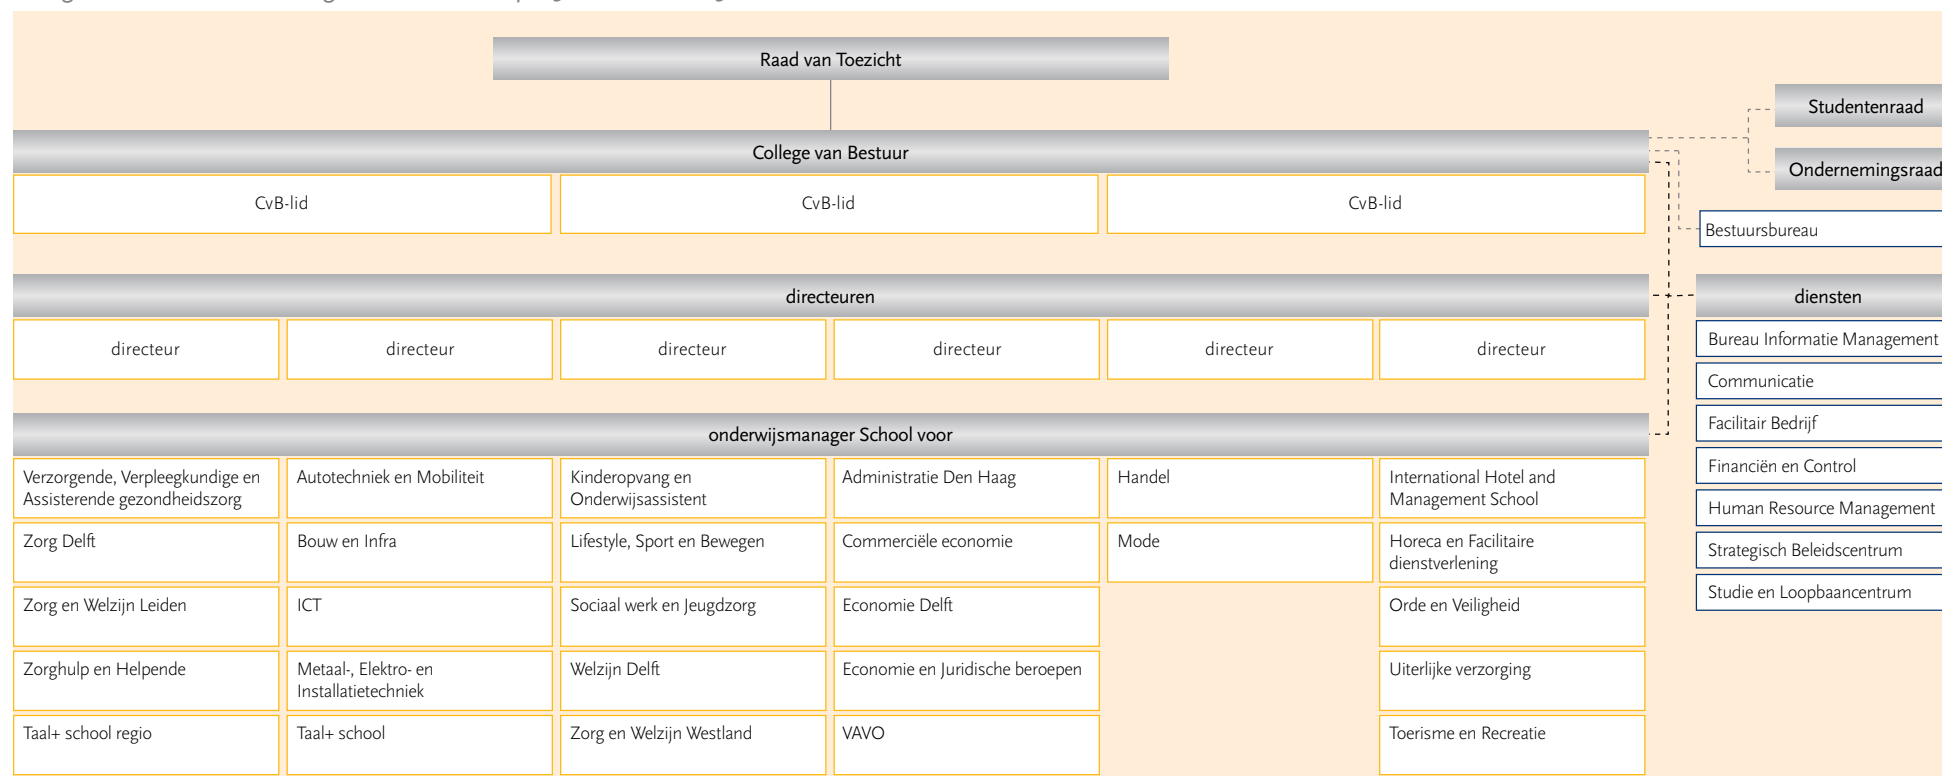 Raad van Toezicht
Studentenraad
College van Bestuur
Ondernemingsraad
CvB-lid
CvB-lid
CvB-lid
Bestuursbureau
directeuren
diensten
directeur
directeur
directeur
directeur
directeur
directeur
Bureau Informatie Management
Communicatie
Facilitair Bedrijf
Financiën en Control
Human Resource Management
Strategisch Beleidscentrum
Studie en Loopbaancentrum
onderwijsmanager School voor
Verzorgende, Verpleegkundige en
Assisterende gezondheidszorg
Autotechniek en Mobiliteit
Kinderopvang en
Onderwijsassistent
Administratie Den Haag
Handel
International Hotel and
Management School
Zorg Delft
Bouw en Infra
Lifestyle, Sport en Bewegen
Commerciële economie
Mode
Horeca en Facilitaire
dienstverlening
Zorg en Welzijn Leiden
ICT
Sociaal werk en Jeugdzorg
Economie Delft
Orde en Veiligheid
Zorghulp en Helpende
Metaal-, Elektro- en
Installatietechniek
Welzijn Delft
Economie en Juridische beroepen
Uiterlijke verzorging
Taal+ school regio
Taal+ school
Zorg en Welzijn Westland
VAVO
Toerisme en Recreatie